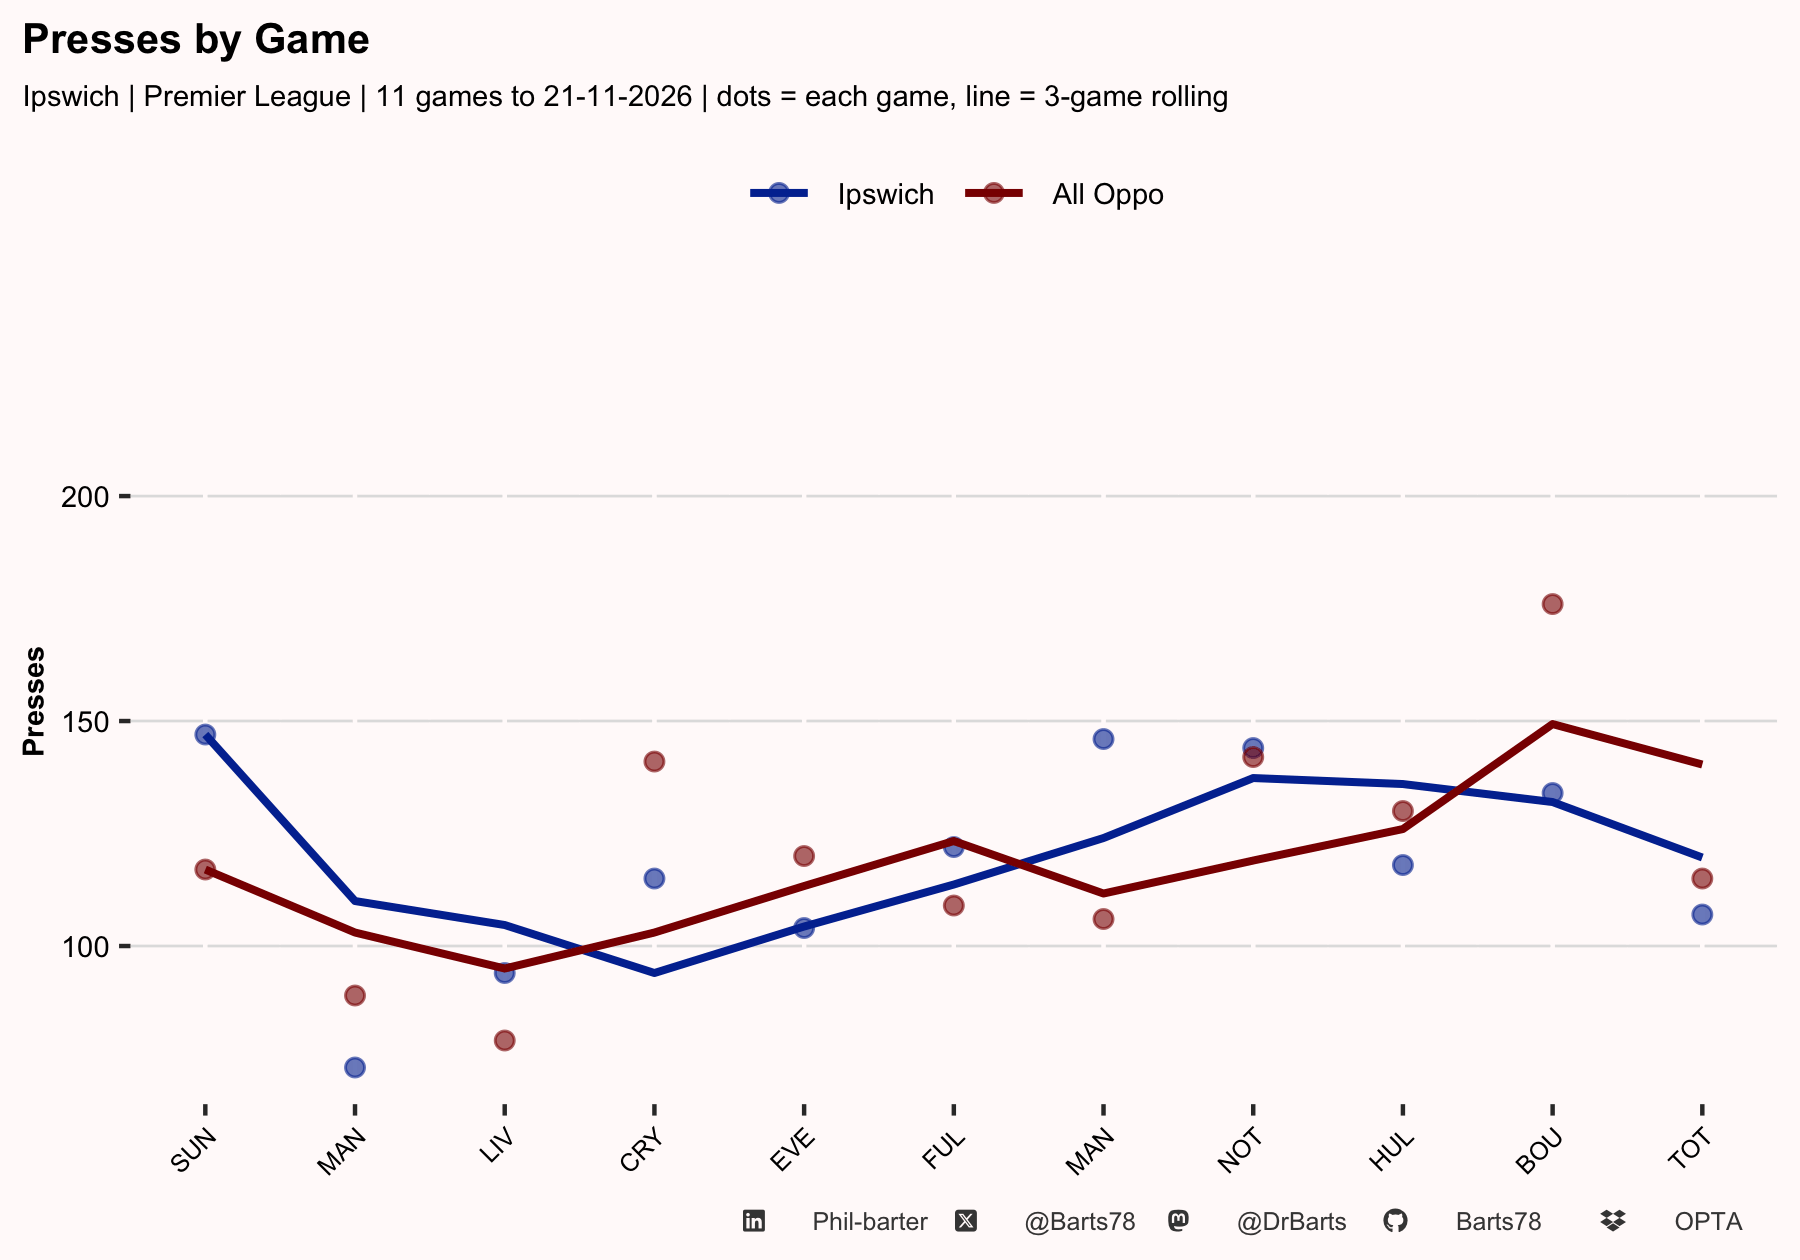 Presses by Game
Ipswich | Premier League | 11 games to 21-11-2026 | dots = each game, line = 3-game rolling
Ipswich
All Oppo
200
150
100
Presses
SUN
MAN
LIV
CRY
EVE
FUL
MAN
NOT
HUL
BOU
TOT
Phil-barter @Barts78 @DrBarts Barts78 OPTA